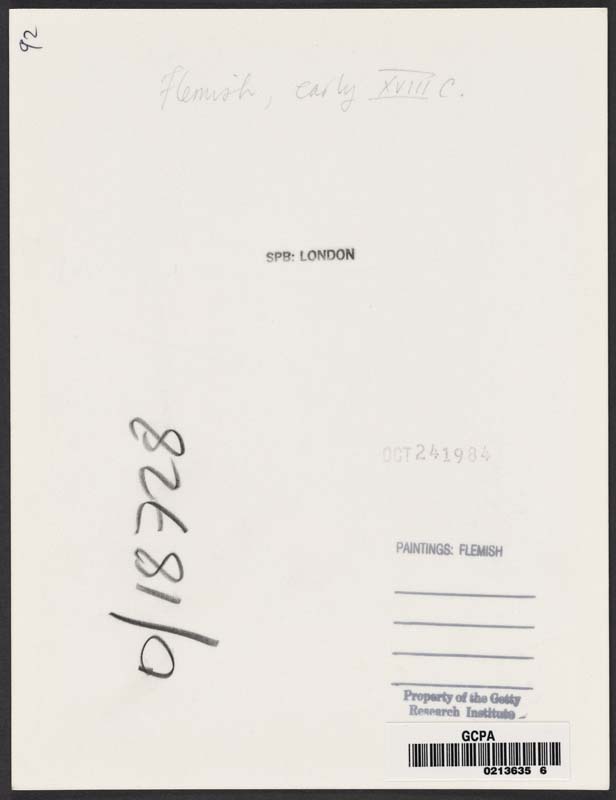 92
Flemish, early XVIII C.
SPB: LONDON
0/18728
OCT 24 1984
PAINTINGS: FLEMISH
Property of the Getty
Research Institute
GCPA
0213635 6